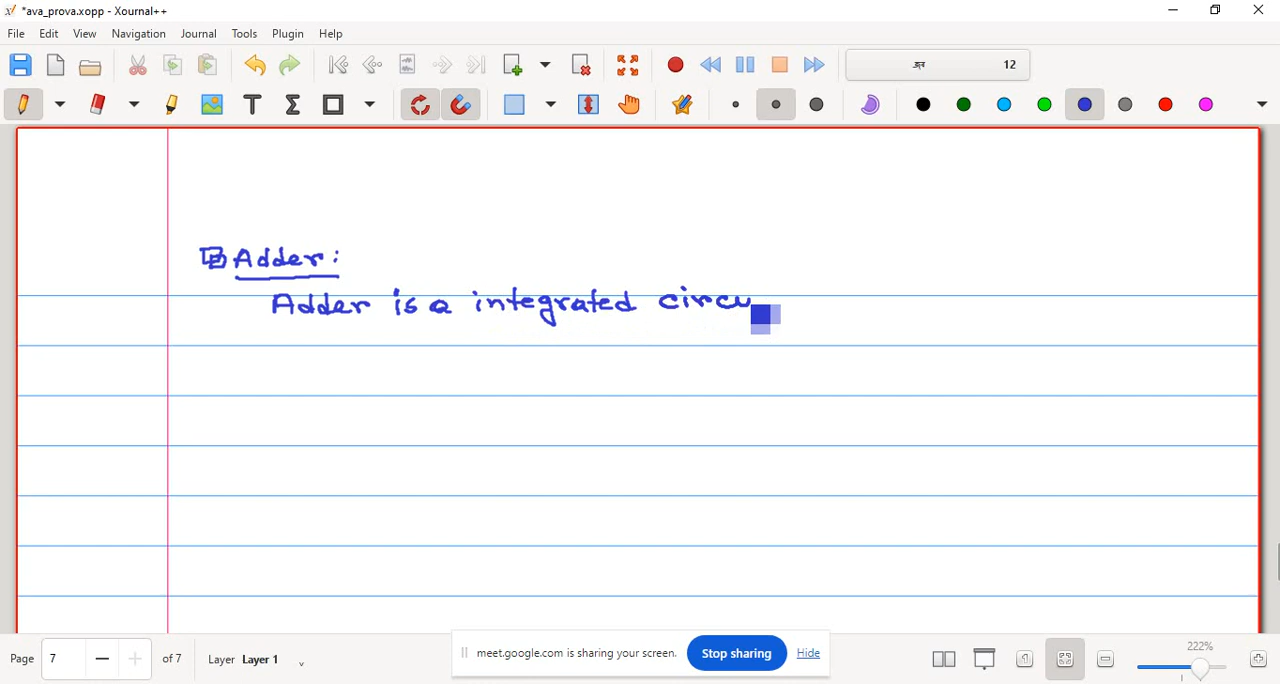 *ava_prova.xopp - Xournal++
File Edit View Navigation Journal Tools Plugin Help
12
Adder:
Adder is a integrated circu
Page 7 of 7 Layer Layer 1
meet.google.com is sharing your screen. Stop sharing Hide
222%